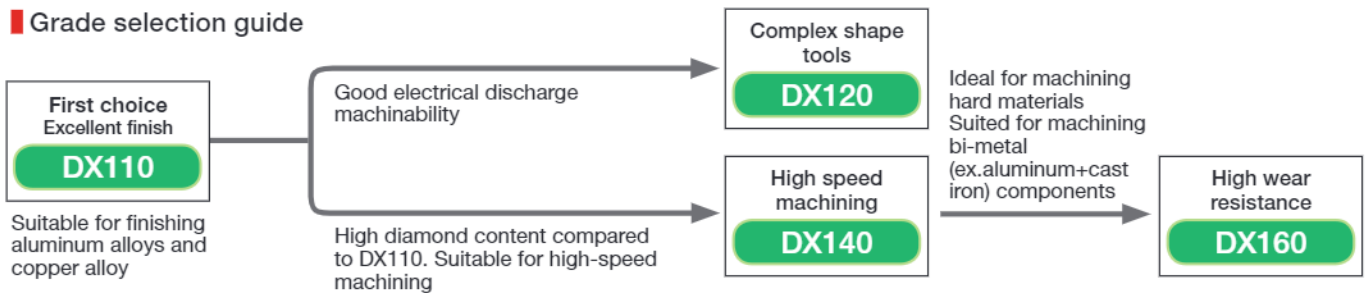 Grade selection guide
First choice
Excellent finish
DX110
Suitable for finishing
aluminum alloys and
copper alloy
Good electrical discharge
machinability
High diamond content compared
to DX110. Suitable for high-speed
machining
Complex shape
tools
DX120
High speed
machining
DX140
Ideal for machining
hard materials
Suited for machining
bi-metal
(ex.aluminum+cast
iron) components
High wear
resistance
DX160